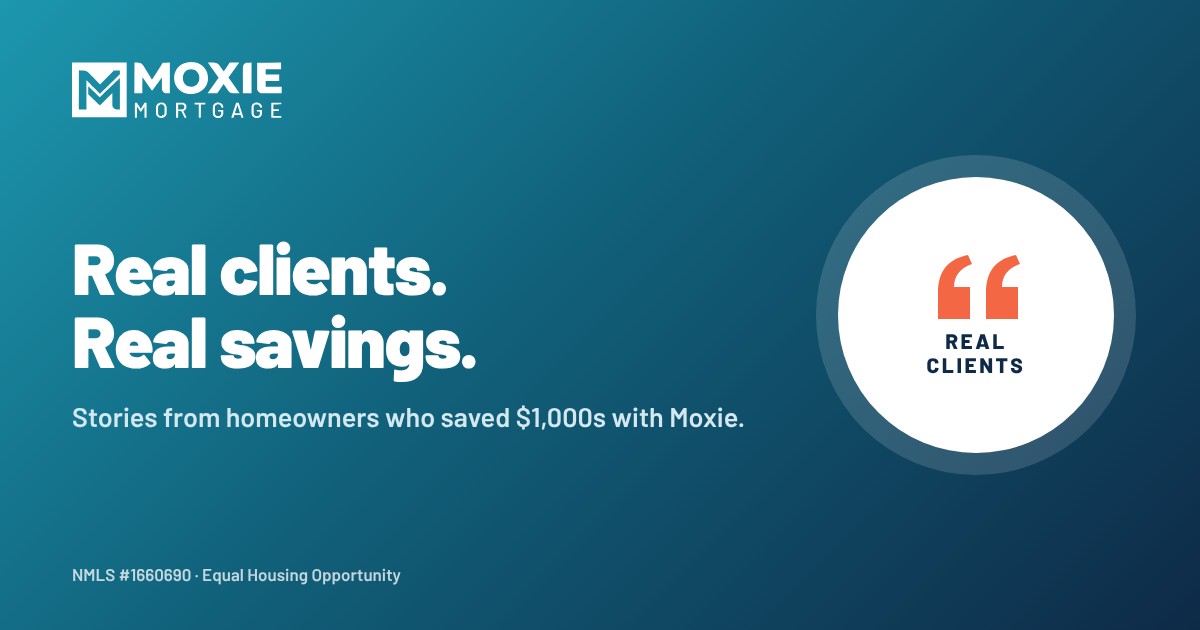 MOXIE
MORTGAGE
Real clients.
Real savings.
Stories from homeowners who saved $1,000s with Moxie.
REAL
CLIENTS
NMLS #1660690 · Equal Housing Opportunity